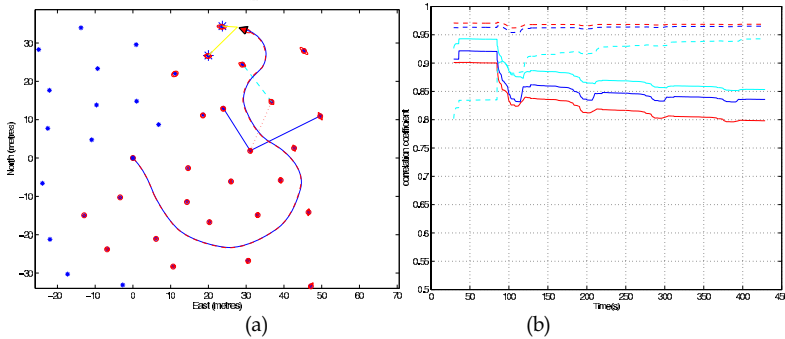 North (metres)
30
20
10
0
−10
−20
−30
−20 −10 0 10 20 30 40 50 60 70
East (metres)
(a)
correlation coefficient
1
0.95
0.9
0.85
0.8
0.75
0.7
0.65
0.6
0.55
0.5
0 50 100 150 200 250 300 350 400 450
Time(s)
(b)